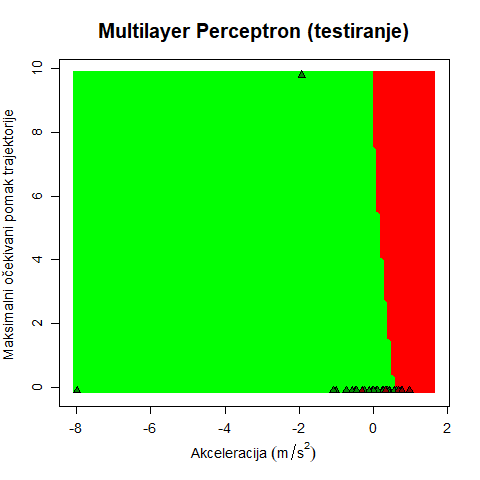 Multilayer Perceptron (testiranje)
Maksimalni očekivani pomak trajektorije
10
8
6
4
2
0
-8 -6 -4 -2 0 2
Akceleracija (m/s²)